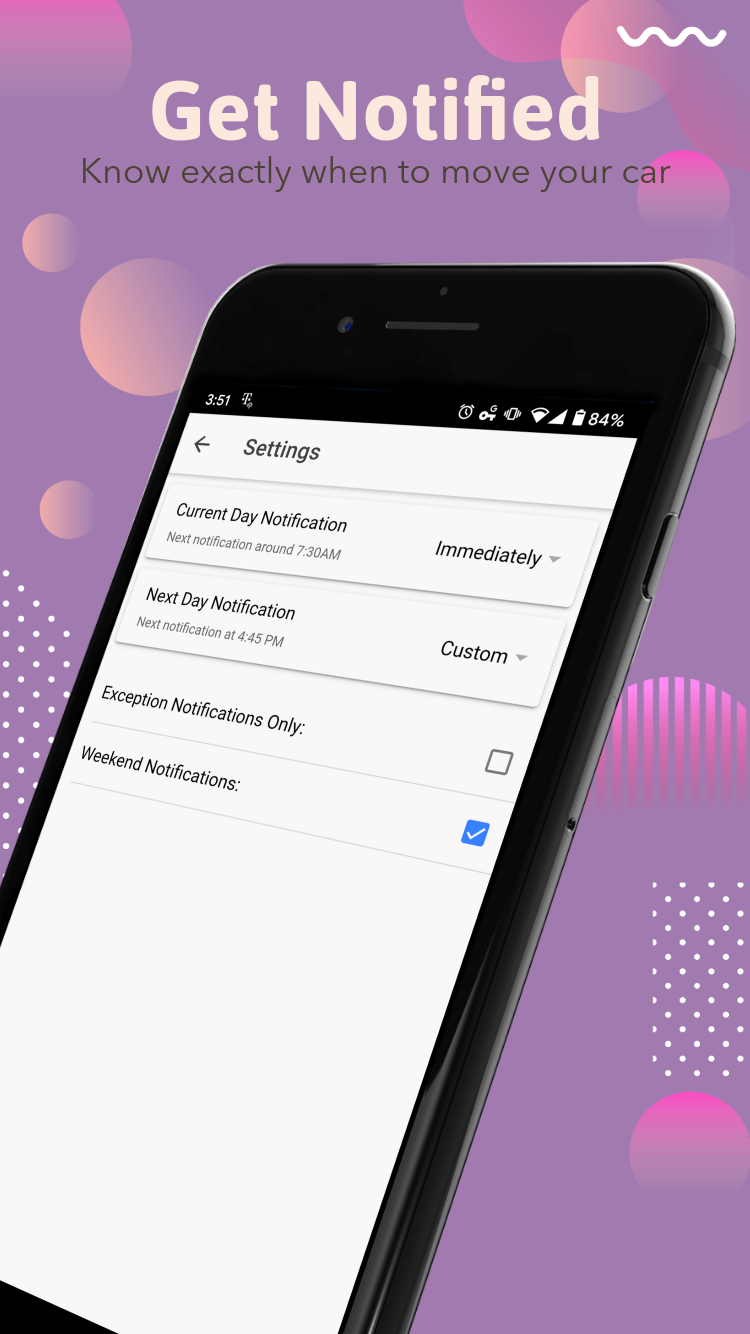 Get Notified
Know exactly when to move your car
3:51
84%
Settings
Current Day Notification
Next notification around 7:30AM
Immediately
Next Day Notification
Next notification at 4:45 PM
Custom
Exception Notifications Only:
Weekend Notifications: